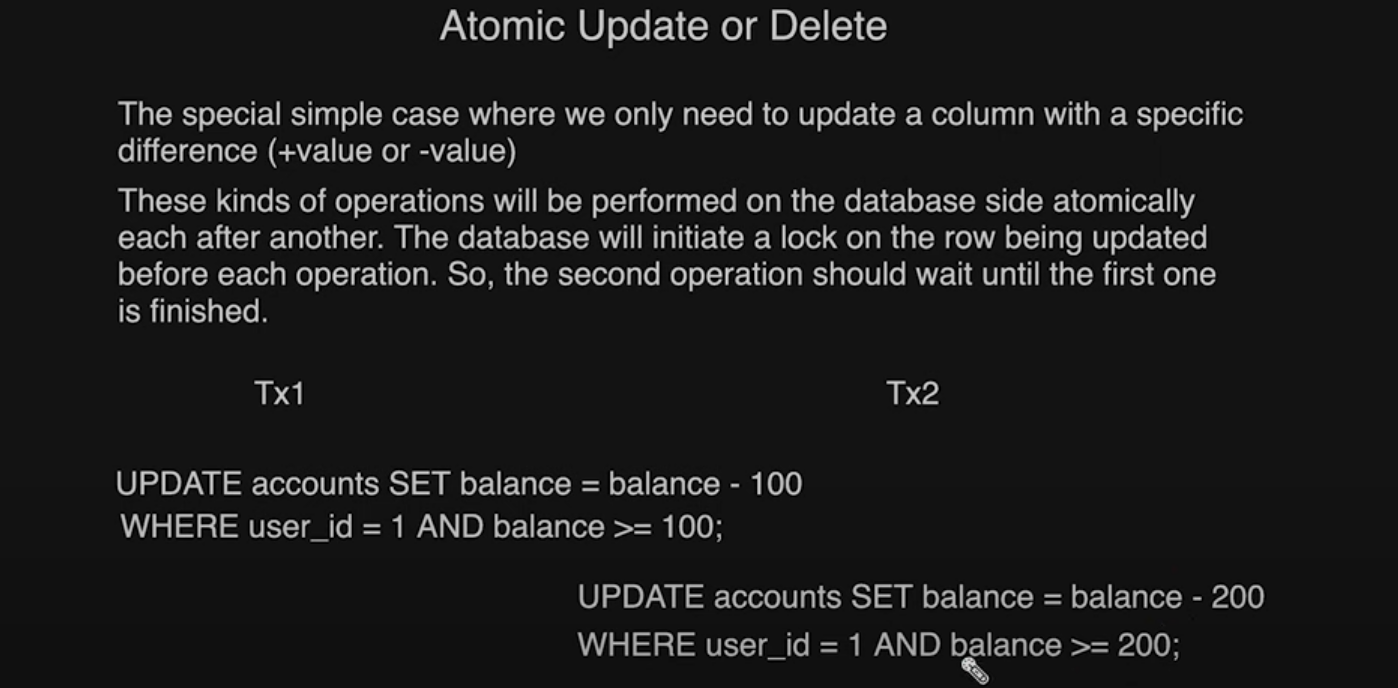 Atomic Update or Delete
The special simple case where we only need to update a column with a specific
difference (+value or -value)
These kinds of operations will be performed on the database side atomically
each after another. The database will initiate a lock on the row being updated
before each operation. So, the second operation should wait until the first one
is finished.
Tx1 Tx2
UPDATE accounts SET balance = balance - 100
WHERE user_id = 1 AND balance >= 100;
UPDATE accounts SET balance = balance - 200
WHERE user_id = 1 AND balance >= 200;